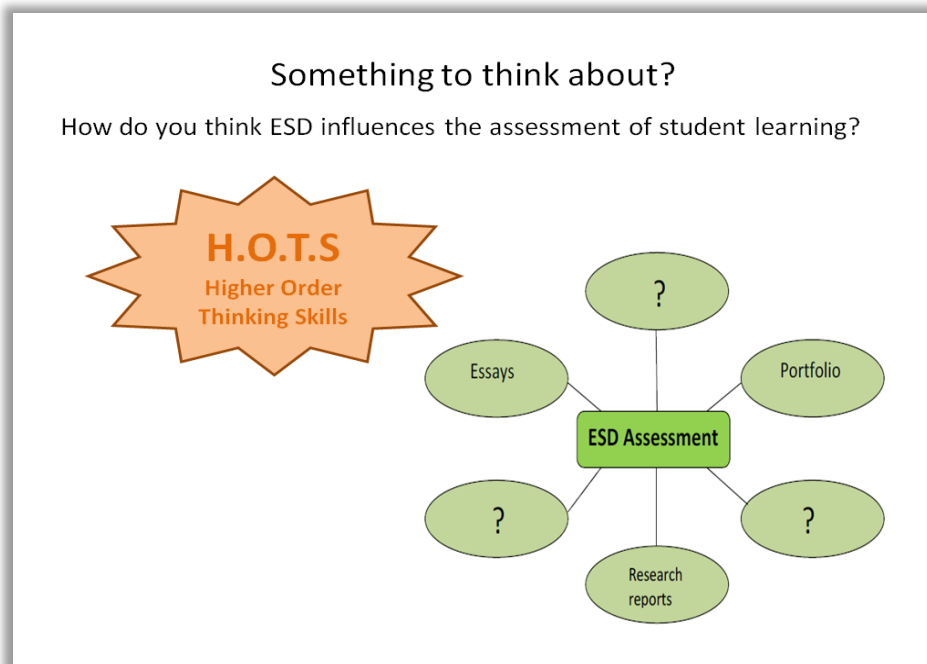 Something to think about?
How do you think ESD influences the assessment of student learning?
H.O.T.S
Higher Order
Thinking Skills
?
Essays
Portfolio
ESD Assessment
?
?
Research
reports